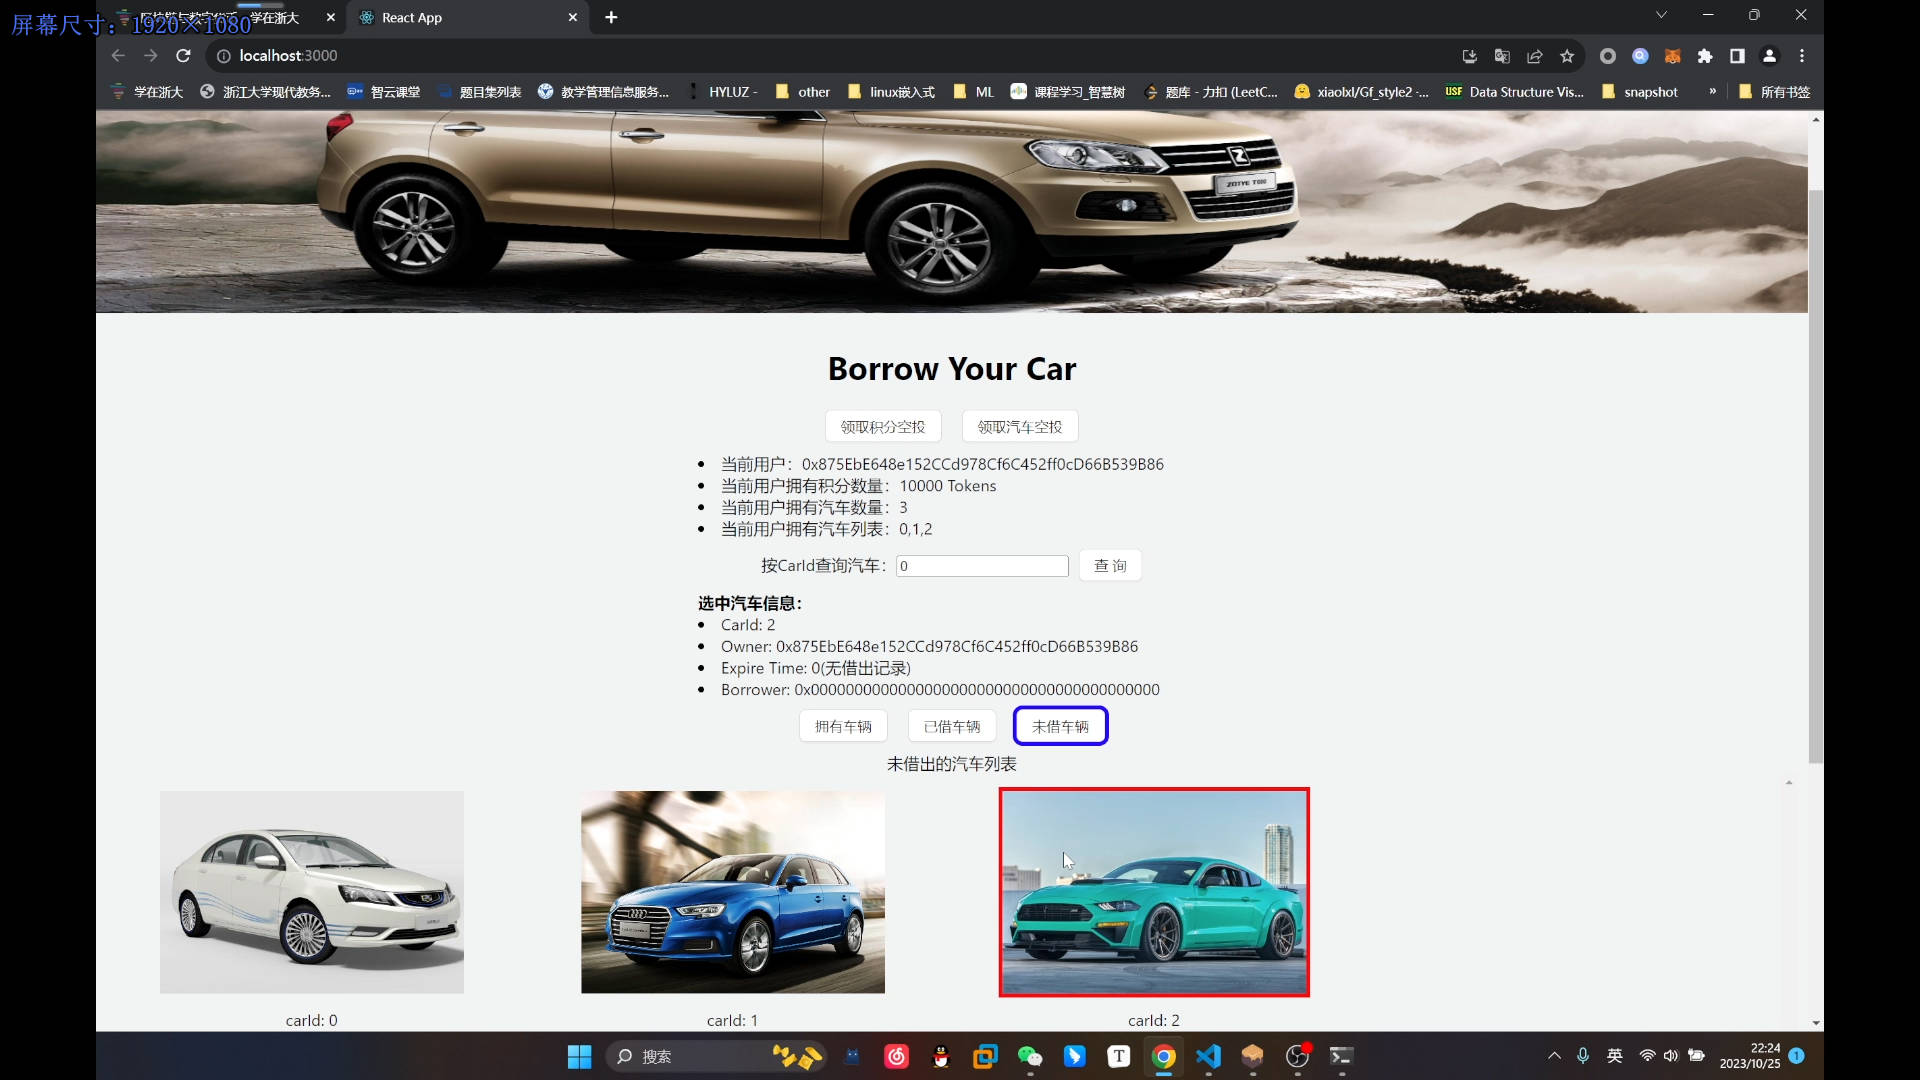 屏幕尺寸：1920×1080
学在浙大
React App
localhost:3000
学在浙大
浙江大学现代教务...
智云课堂
题目集列表
教学管理信息服务...
HYLUZ -
other
linux嵌入式
ML
课程学习_智慧树
题库 - 力扣 (LeetC...
xiaolxl/Gf_style2 -...
USF
Data Structure Vis...
snapshot
»
所有书签
ZOTYE T600
Borrow Your Car
领取积分空投
领取汽车空投
当前用户：0x875EbE648e152CCd978Cf6C452ff0cD66B539B86
当前用户拥有积分数量：10000 Tokens
当前用户拥有汽车数量：3
当前用户拥有汽车列表：0,1,2
按CarId查询汽车：
0
查 询
选中汽车信息：
CarId: 2
Owner: 0x875EbE648e152CCd978Cf6C452ff0cD66B539B86
Expire Time: 0(无借出记录)
Borrower: 0x0000000000000000000000000000000000000000
拥有车辆
已借车辆
未借车辆
未借出的汽车列表
carId: 0
carId: 1
carId: 2
搜索
T
英
22:24
2023/10/25
1